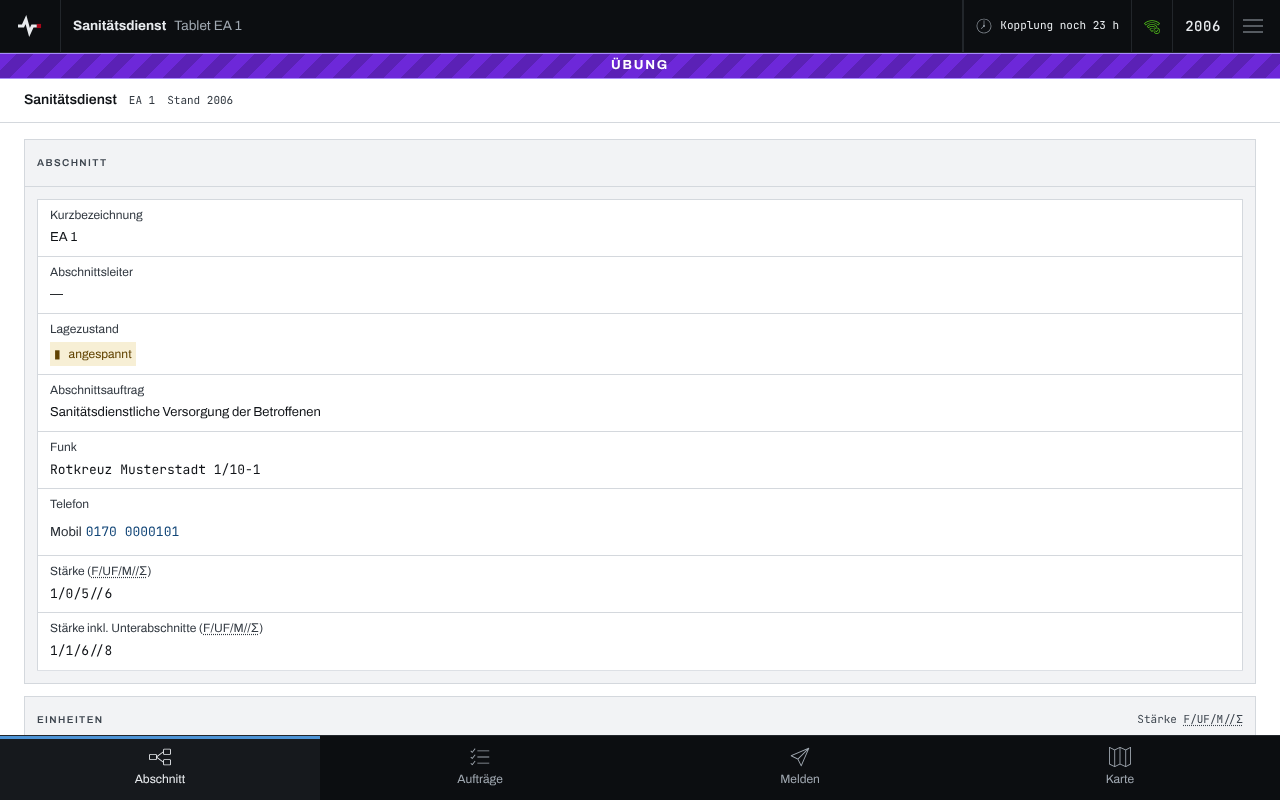 Sanitätsdienst Tablet EA 1 Kopplung noch 23 h 2006
ÜBUNG
Sanitätsdienst EA 1 Stand 2006
ABSCHNITT
Kurzbezeichnung
EA 1
Abschnittsleiter
—
Lagezustand
angespannt
Abschnittsauftrag
Sanitätsdienstliche Versorgung der Betroffenen
Funk
Rotkreuz Musterstadt 1/10-1
Telefon
Mobil 0170 0000101
Stärke (F/UF/M//Σ)
1/0/5//6
Stärke inkl. Unterabschnitte (F/UF/M//Σ)
1/1/6//8
EINHEITEN Stärke F/UF/M//Σ
Abschnitt Aufträge Melden Karte